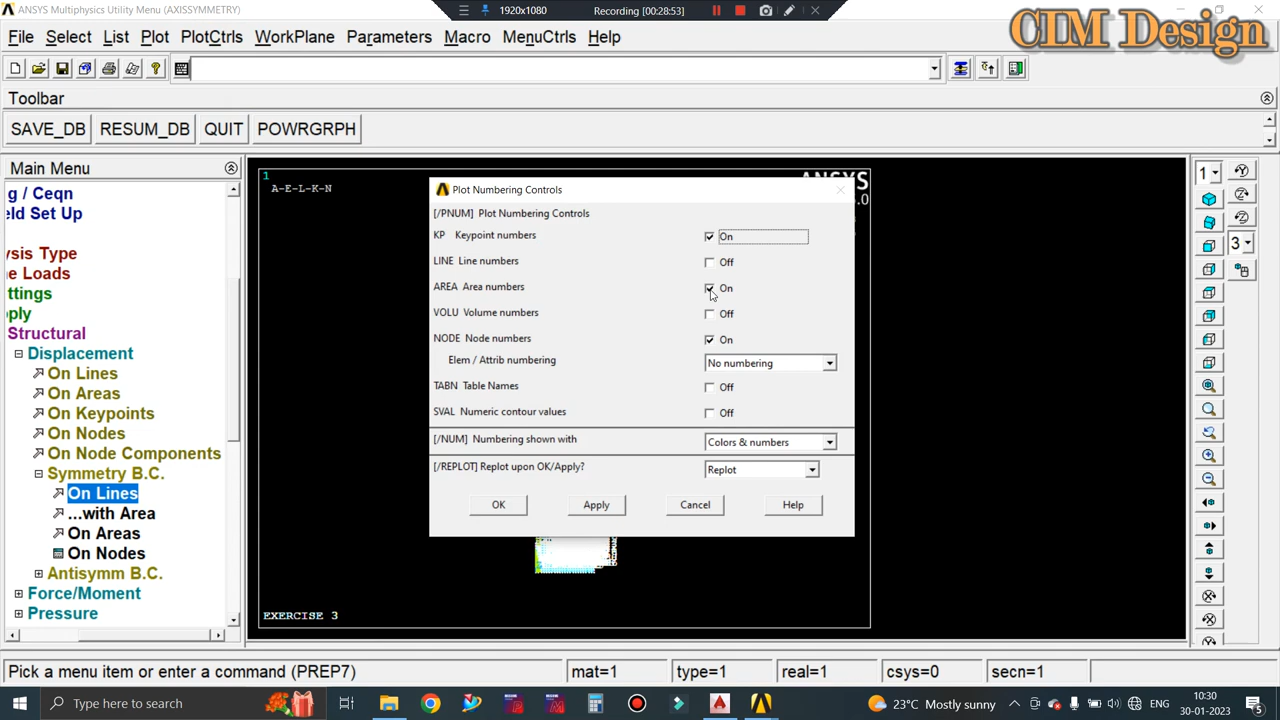 ANSYS Multiphysics Utility Menu (AXISSYMMETRY)
1920x1080
Recording [00:28:53]
CIM Design
File Select List Plot PlotCtrls WorkPlane Parameters Macro MenuCtrls Help
Toolbar
SAVE_DB RESUM_DB QUIT POWRGRPH
Main Menu
g / Ceqn
eld Set Up
ysis Type
ne Loads
ttings
ply
Structural
Displacement
On Lines
On Areas
On Keypoints
On Nodes
On Node Components
Symmetry B.C.
On Lines
...with Area
On Areas
On Nodes
Antisymm B.C.
Force/Moment
Pressure
1
A-E-L-K-N
ANSYS
.0
Plot Numbering Controls
[/PNUM] Plot Numbering Controls
KP Keypoint numbers On
LINE Line numbers Off
AREA Area numbers On
VOLU Volume numbers Off
NODE Node numbers On
Elem / Attrib numbering No numbering
TABN Table Names Off
SVAL Numeric contour values Off
[/NUM] Numbering shown with Colors & numbers
[/REPLOT] Replot upon OK/Apply? Replot
OK Apply Cancel Help
EXERCISE 3
1
3
Pick a menu item or enter a command (PREP7) mat=1 type=1 real=1 csys=0 secn=1
Type here to search
23°C Mostly sunny
ENG
10:30
30-01-2023
5